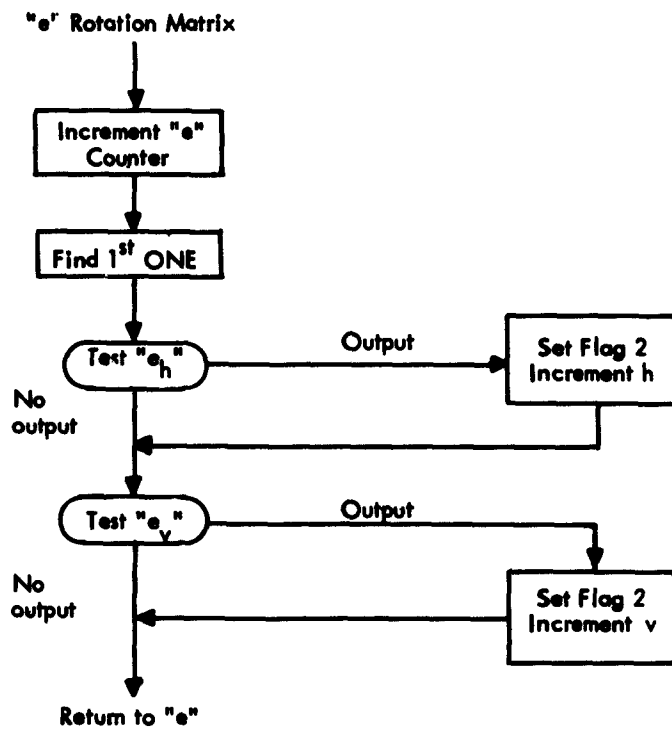 "e" Rotation Matrix
Increment "e"
Counter
Find 1st ONE
Test "eh"
Output
Set Flag 2
Increment h
No
output
Test "ev"
Output
Set Flag 2
Increment v
No
output
Return to "e"